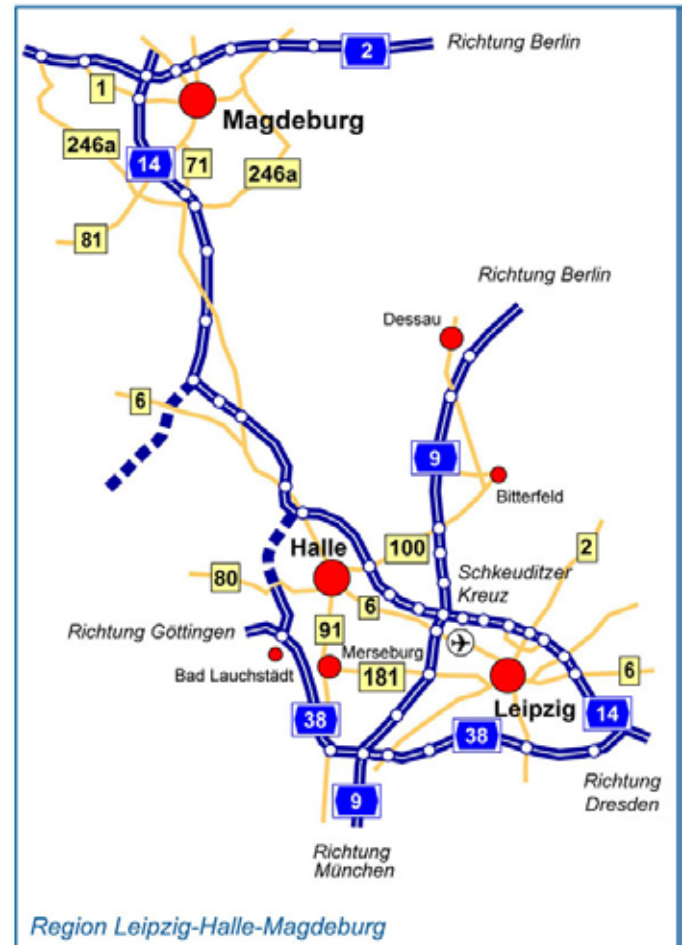 2
Richtung Berlin
1
Magdeburg
246a
14
71
246a
81
Richtung Berlin
Dessau
6
9
Bitterfeld
2
Halle
100
Schkeuditzer
Kreuz
80
6
Richtung Göttingen
91
Merseburg
Bad Lauchstädt
181
6
Leipzig
14
38
38
Richtung
Dresden
9
Richtung
München
Region Leipzig-Halle-Magdeburg